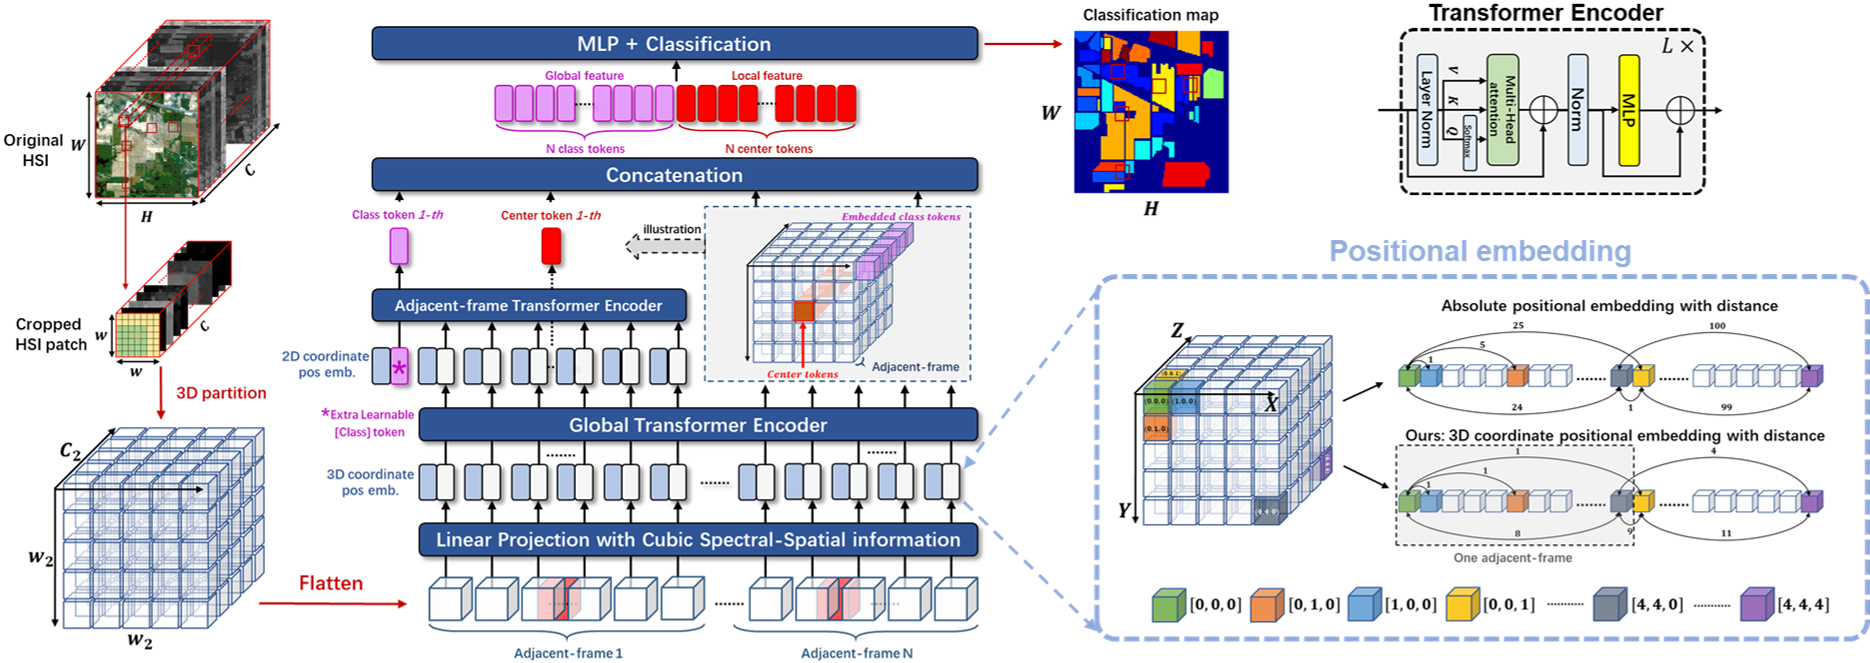 Original
HSI
W
H
C
Cropped
HSI patch
w
w
C
3D partition
C₂
w₂
w₂
Flatten
MLP + Classification
Global feature
Local feature
N class tokens
N center tokens
Concatenation
Class token 1-th
Center token 1-th
illustration
Embedded class tokens
Center tokens
Adjacent-frame
Adjacent-frame Transformer Encoder
2D coordinate
pos emb.
*
*Extra Learnable
[Class] token
Global Transformer Encoder
3D coordinate
pos emb.
Linear Projection with Cubic Spectral-Spatial information
Adjacent-frame 1
Adjacent-frame N
Classification map
W
H
Transformer Encoder
L ×
Layer Norm
V
K
Q
Softmax
Multi-Head
attention
Norm
MLP
Positional embedding
Z
X
Y
(0.0.1)
(0.0.0)
(1.0.0)
(0.1.0)
(4.4.0)
Absolute positional embedding with distance
25
100
5
1
24
1
99
Ours: 3D coordinate positional embedding with distance
1
4
1
1
8
9
11
One adjacent-frame
[0,0,0]
[0,1,0]
[1,0,0]
[0,0,1]
[4,4,0]
[4,4,4]